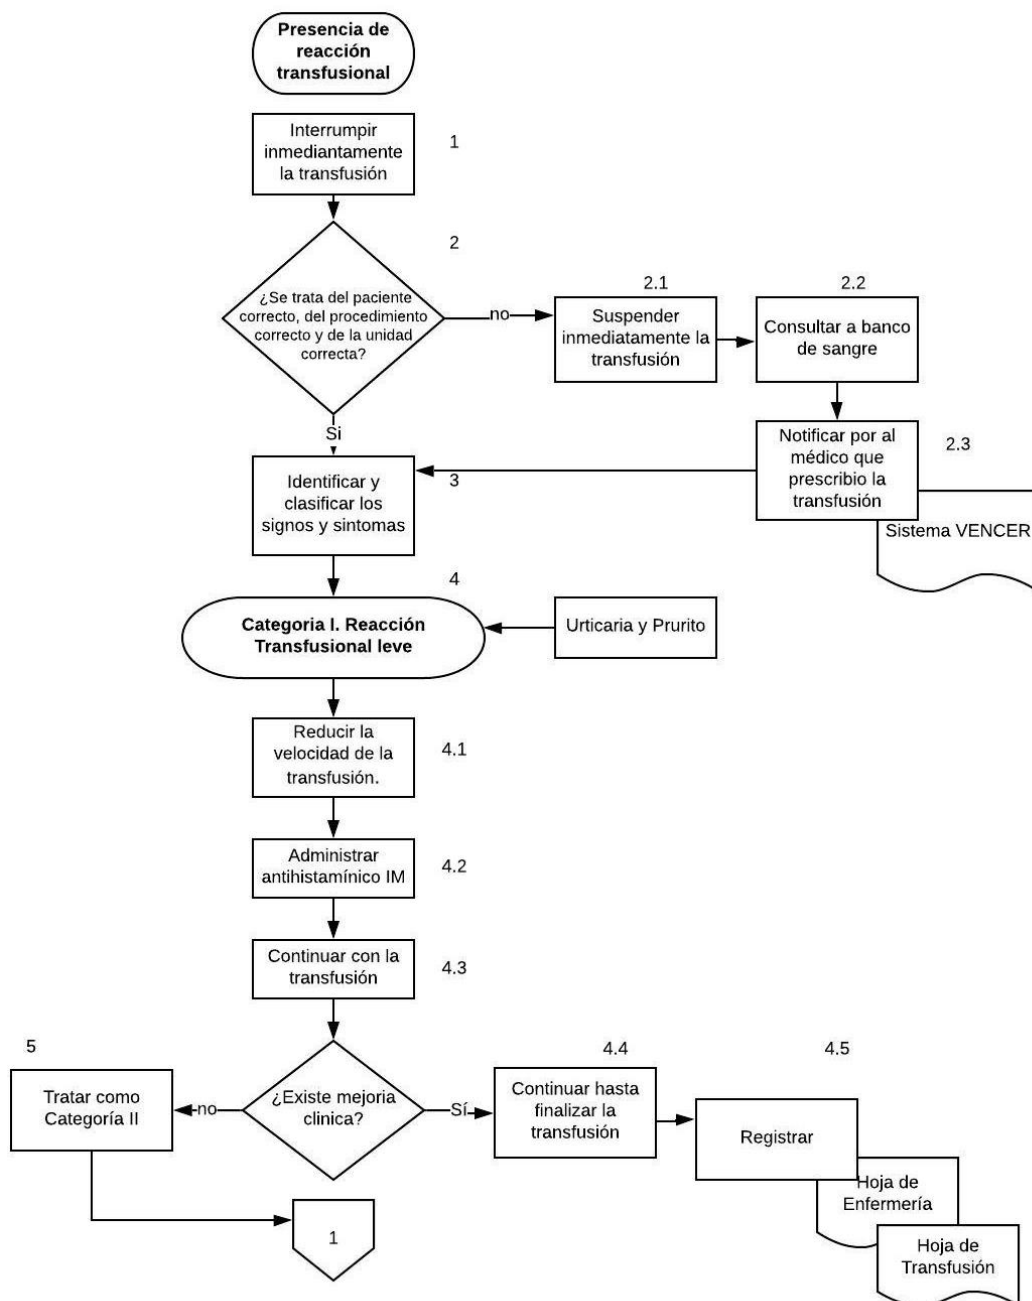 Presencia de
reacción
transfusional
Interrumpir
inmediantamente
la transfusión
1
2
¿Se trata del paciente
correcto, del procedimiento
correcto y de la unidad
correcta?
no
2.1
Suspender
inmediatamente la
transfusión
2.2
Consultar a banco
de sangre
Si
Notificar por al
médico que
prescribio la
transfusión
2.3
Sistema VENCER
Identificar y
clasificar los
signos y sintomas
3
4
Categoria I. Reacción
Transfusional leve
Urticaria y Prurito
Reducir la
velocidad de la
transfusión.
4.1
Administrar
antihistamínico IM
4.2
Continuar con la
transfusión
4.3
5
Tratar como
Categoría II
no
¿Existe mejoria
clinica?
Sí
4.4
Continuar hasta
finalizar la
transfusión
4.5
Registrar
Hoja de
Enfermería
Hoja de
Transfusión
1